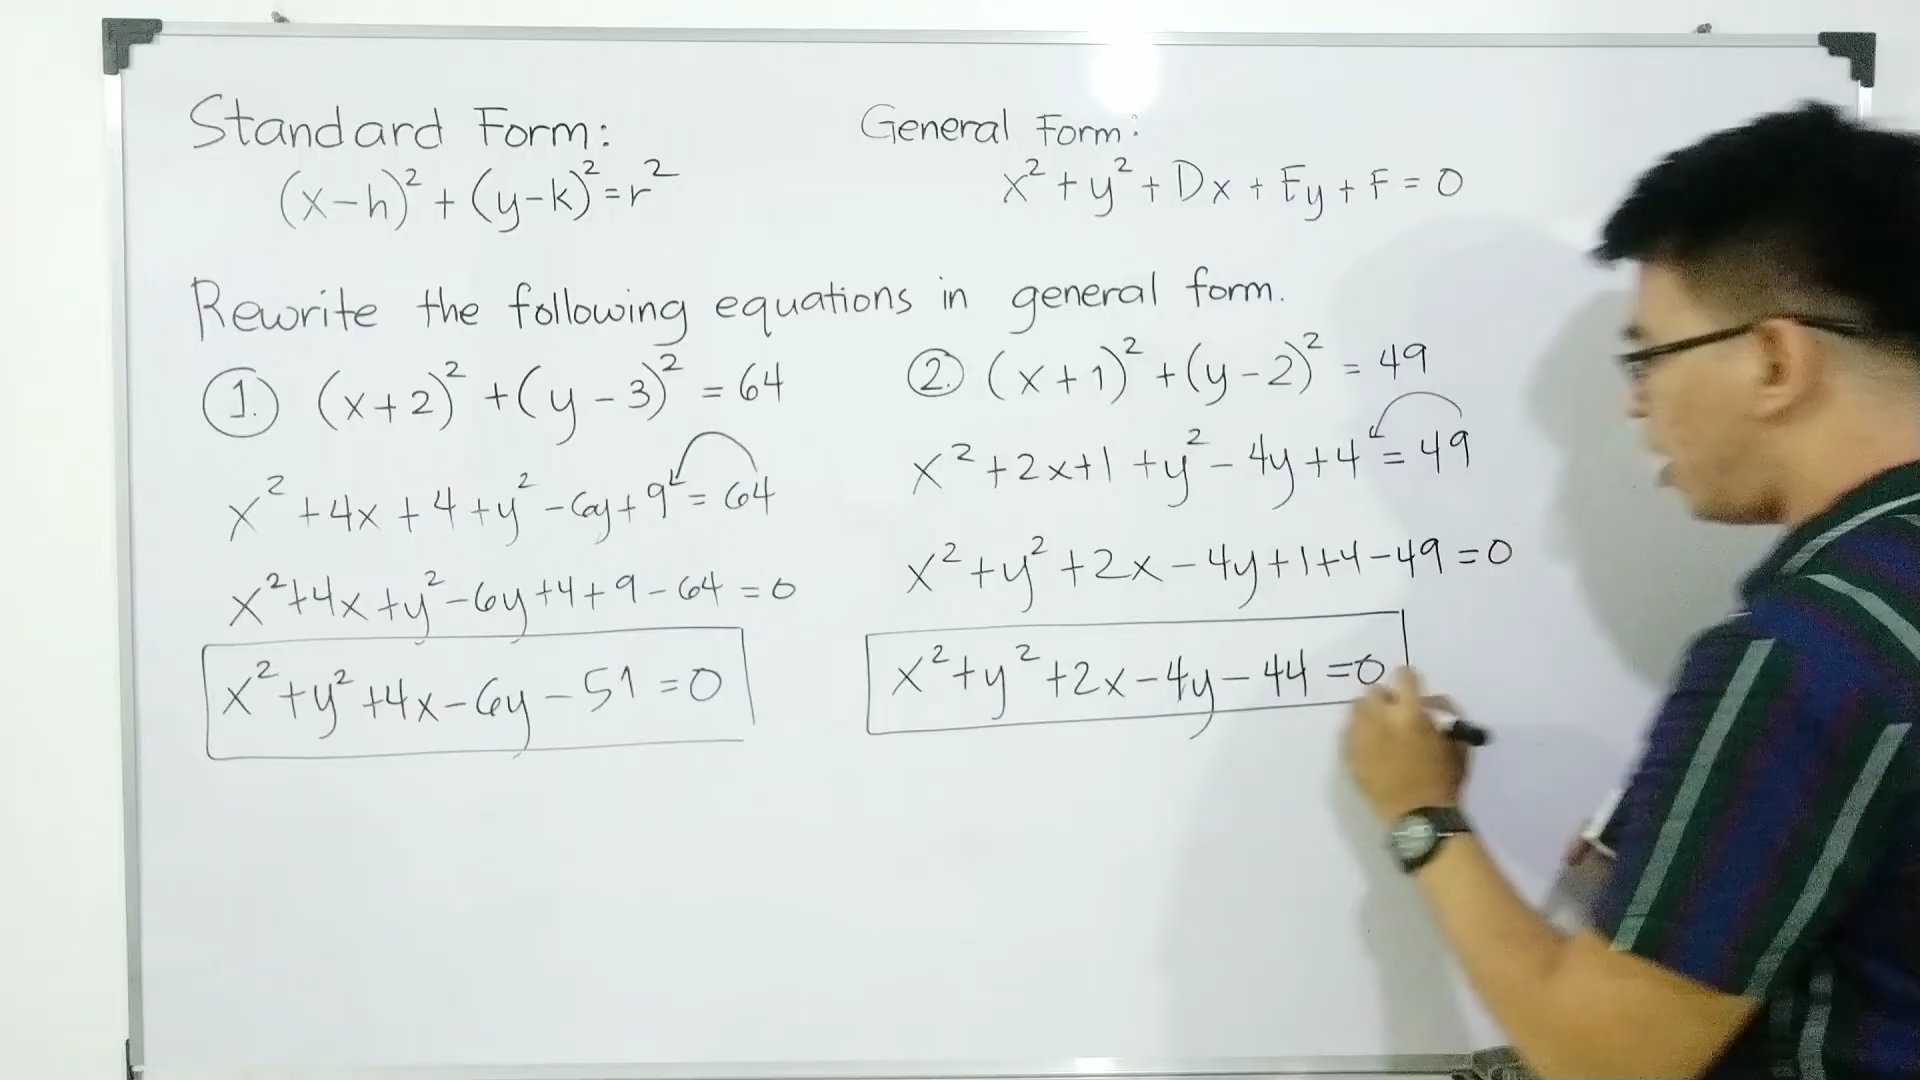 Standard Form:
(x-h)² + (y-k)² = r²
General Form:
x² + y² + Dx + Ey + F = 0
Rewrite the following equations in general form.
1. (x+2)² + (y-3)² = 64
x² + 4x + 4 + y² - 6y + 9 = 64
x² + 4x + y² - 6y + 4 + 9 - 64 = 0
x² + y² + 4x - 6y - 51 = 0
2. (x+1)² + (y-2)² = 49
x² + 2x + 1 + y² - 4y + 4 = 49
x² + y² + 2x - 4y + 1 + 4 - 49 = 0
x² + y² + 2x - 4y - 44 = 0